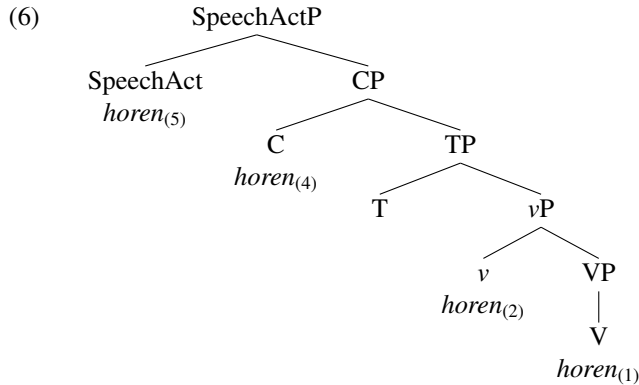 (6) SpeechActP
SpeechAct CP
horen(5)
C TP
horen(4)
T vP
v VP
horen(2)
V
horen(1)